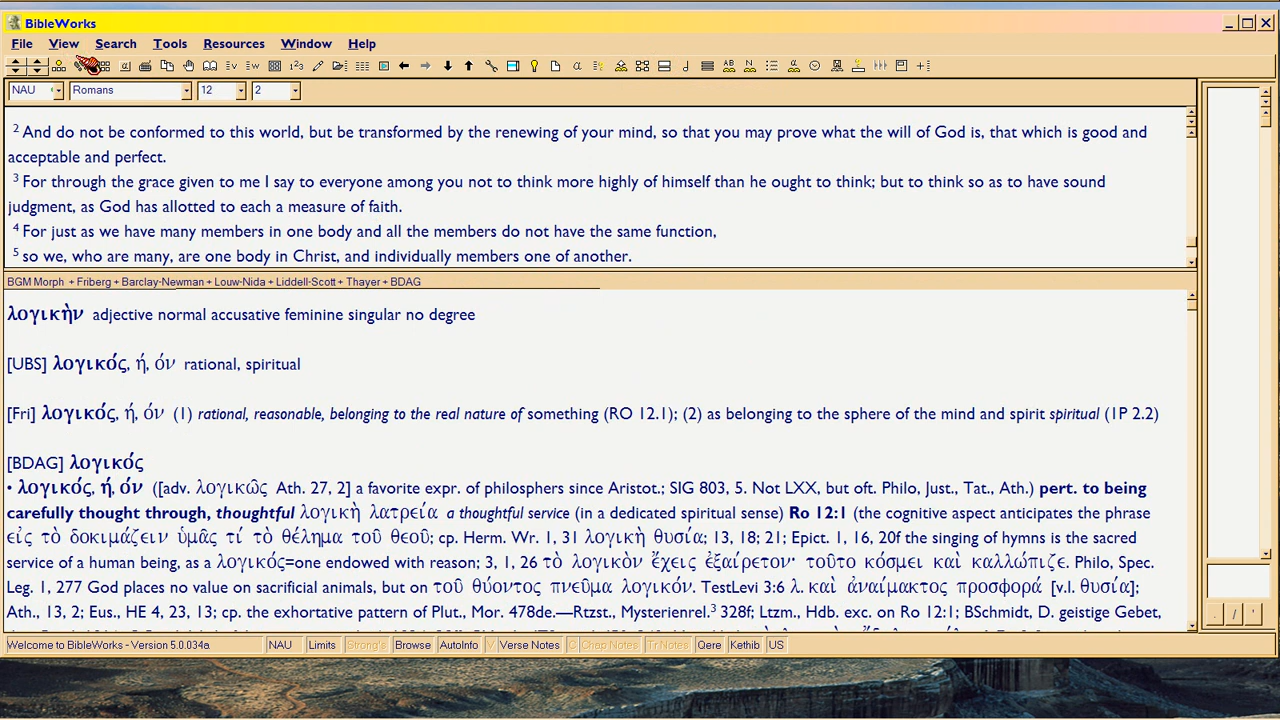 BibleWorks
File View Search Tools Resources Window Help
NAU Romans 12 2
2 And do not be conformed to this world, but be transformed by the renewing of your mind, so that you may prove what the will of God is, that which is good and
acceptable and perfect.
3 For through the grace given to me I say to everyone among you not to think more highly of himself than he ought to think; but to think so as to have sound
judgment, as God has allotted to each a measure of faith.
4 For just as we have many members in one body and all the members do not have the same function,
5 so we, who are many, are one body in Christ, and individually members one of another.
BGM Morph + Friberg + Barclay-Newman + Louw-Nida + Liddell-Scott + Thayer + BDAG
λογικὴν adjective normal accusative feminine singular no degree
[UBS] λογικός, ή, όν rational, spiritual
[Fri] λογικός, ή, όν (1) rational, reasonable, belonging to the real nature of something (RO 12.1); (2) as belonging to the sphere of the mind and spirit spiritual (1P 2.2)
[BDAG] λογικός
• λογικός, ή, όν ([adv. λογικῶς Ath. 27, 2] a favorite expr. of philosphers since Aristot.; SIG 803, 5. Not LXX, but oft. Philo, Just., Tat., Ath.) pert. to being
carefully thought through, thoughtful λογικὴ λατρεία a thoughtful service (in a dedicated spiritual sense) Ro 12:1 (the cognitive aspect anticipates the phrase
εἰς τὸ δοκιμάζειν ὑμᾶς τί τὸ θέλημα τοῦ θεοῦ; cp. Herm. Wr. 1, 31 λογικὴ θυσία; 13, 18; 21; Epict. 1, 16, 20f the singing of hymns is the sacred
service of a human being, as a λογικός=one endowed with reason; 3, 1, 26 τὸ λογικὸν ἔχεις ἐξαίρετον· τοῦτο κόσμει καὶ καλλώπιζε. Philo, Spec.
Leg. 1, 277 God places no value on sacrificial animals, but on τοῦ θύοντος πνεῦμα λογικόν. TestLevi 3:6 λ. καὶ ἀναίμακτος προσφορά [v.l. θυσία];
Ath., 13, 2; Eus., HE 4, 23, 13; cp. the exhortative pattern of Plut., Mor. 478de.—Rtzst., Mysterienrel.3 328f; Ltzm., Hdb. exc. on Ro 12:1; BSchmidt, D. geistige Gebet,
Welcome to BibleWorks - Version 5.0.034a NAU Limits Strong's Browse AutoInfo V Verse Notes C Chap Notes Tr Notes Qere Kethib US